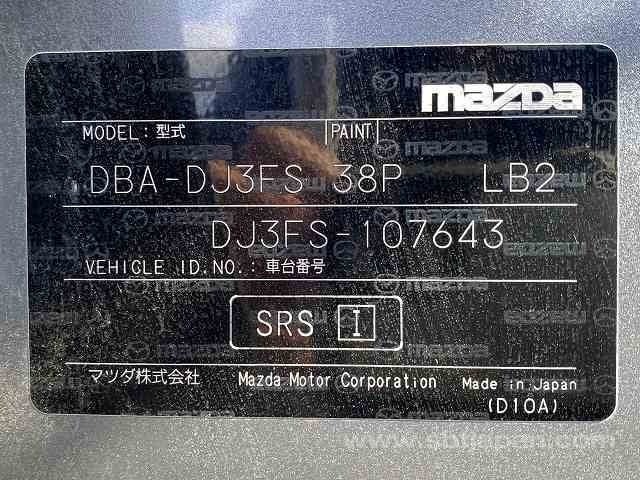 mazda
MODEL: 型式 PAINT
DBA-DJ3FS 38P LB2
DJ3FS-107643
VEHICLE ID.NO.: 車台番号
SRS I
マツダ株式会社 Mazda Motor Corporation Made in Japan
(D10A)
www.sbtjapan.com